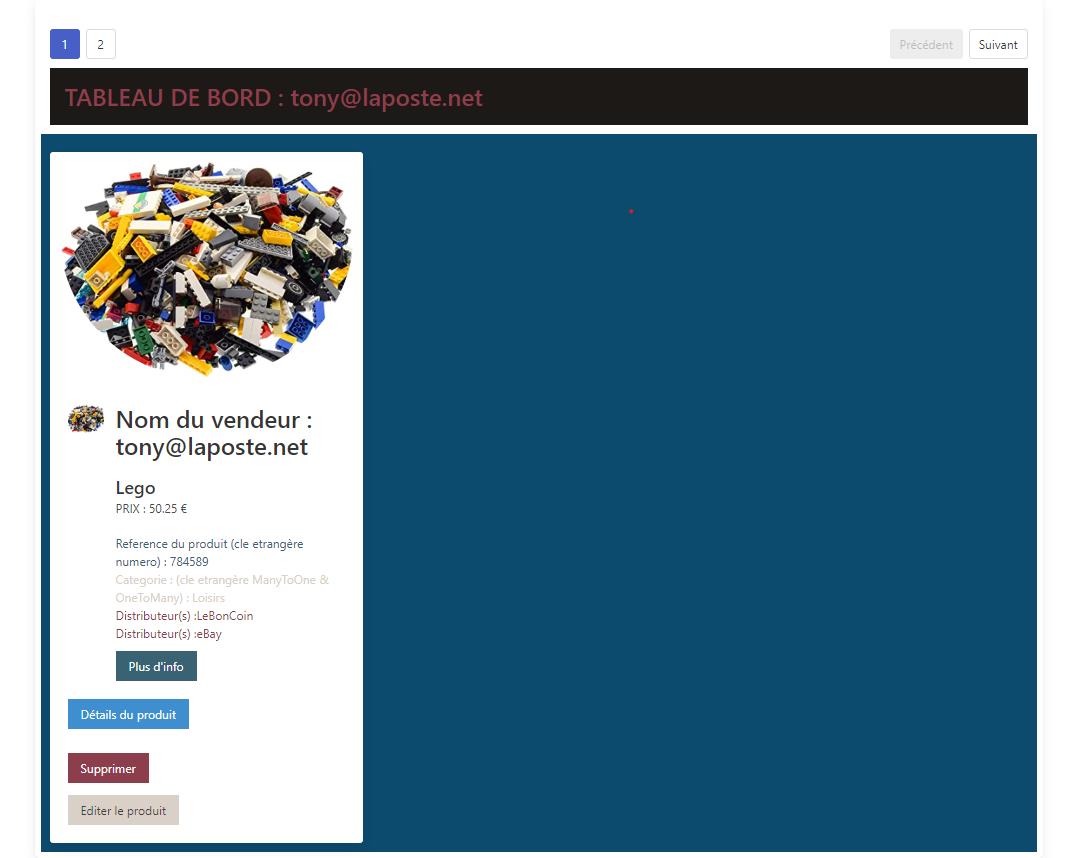 1
2
Précédent
Suivant
TABLEAU DE BORD : tony@laposte.net
Nom du vendeur :
tony@laposte.net
Lego
PRIX : 50.25 €
Reference du produit (cle etrangère
numero) : 784589
Categorie : (cle etrangère ManyToOne &
OneToMany) : Loisirs
Distributeur(s) :LeBonCoin
Distributeur(s) :eBay
Plus d'info
Détails du produit
Supprimer
Editer le produit